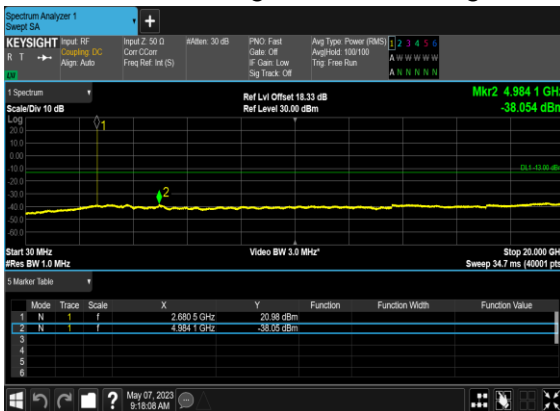 Spectrum Analyzer 1
Swept SA
+
KEYSIGHT Input: RF Input Z: 50 Ω #Atten: 30 dB PNO: Fast Avg Type: Power (RMS) 1 2 3 4 5 6
R T Coupling: DC Corr CCorr Gate: Off Avg|Hold: 100/100 A W W W W W
Align: Auto Freq Ref: Int (S) IF Gain: Low Trig: Free Run
LV Sig Track: Off A N N N N N
1 Spectrum Ref Lvl Offset 18.33 dB Mkr2 4.984 1 GHz
Scale/Div 10 dB Ref Level 30.00 dBm -38.054 dBm
Log
20.0 1
10.0
0.00
-10.0 DL1 -13.00 dBm
-20.0
-30.0 2
-40.0
-50.0
-60.0
Start 30 MHz Video BW 3.0 MHz* Stop 20.000 GHz
#Res BW 1.0 MHz Sweep 34.7 ms (40001 pts)
5 Marker Table
Mode Trace Scale X Y Function Function Width Function Value
1 N 1 f 2.680 5 GHz 20.98 dBm
2 N 1 f 4.984 1 GHz -38.05 dBm
3
4
5
6
? May 07, 2023
9:18:08 AM